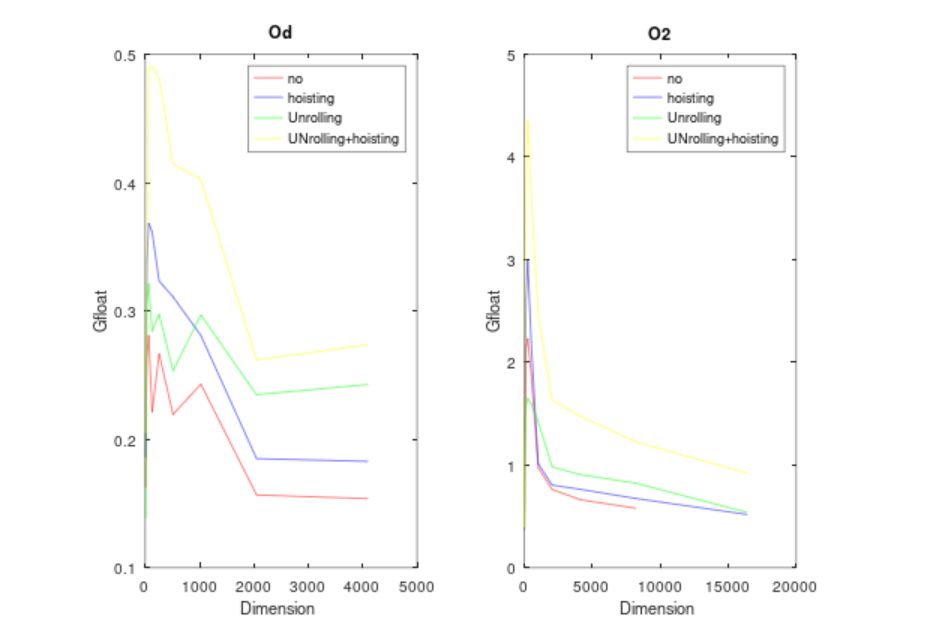 Od
0.5
0.4
0.3
0.2
0.1
Gfloat
no
hoisting
Unrolling
UNrolling+hoisting
0 1000 2000 3000 4000 5000
Dimension
O2
5
4
3
2
1
0
Gfloat
no
hoisting
Unrolling
UNrolling+hoisting
0 5000 10000 15000 20000
Dimension